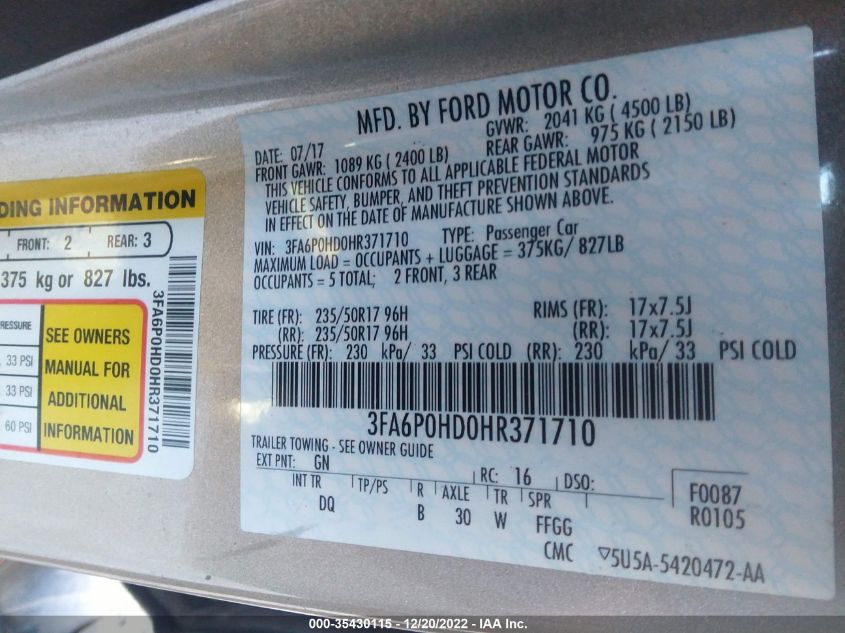 MFD. BY FORD MOTOR CO.
DATE: 07/17 GVWR: 2041 KG ( 4500 LB)
FRONT GAWR: 1089 KG ( 2400 LB) REAR GAWR: 975 KG ( 2150 LB)
THIS VEHICLE CONFORMS TO ALL APPLICABLE FEDERAL MOTOR
VEHICLE SAFETY, BUMPER, AND THEFT PREVENTION STANDARDS
IN EFFECT ON THE DATE OF MANUFACTURE SHOWN ABOVE.
VIN: 3FA6P0HD0HR371710 TYPE: Passenger Car
MAXIMUM LOAD = OCCUPANTS + LUGGAGE = 375KG/ 827LB
OCCUPANTS = 5 TOTAL; 2 FRONT, 3 REAR
TIRE (FR): 235/50R17 96H RIMS (FR): 17x7.5J
(RR): 235/50R17 96H (RR): 17x7.5J
PRESSURE (FR): 230 kPa/ 33 PSI COLD (RR): 230 kPa/ 33 PSI COLD
3FA6P0HD0HR371710
TRAILER TOWING - SEE OWNER GUIDE
EXT PNT: GN RC: 16 DSO:
INT TR TP/PS R AXLE TR SPR F0087
DQ B 30 W FFGG R0105
CMC ▽5U5A-5420472-AA
DING INFORMATION
FRONT: 2 REAR: 3
375 kg or 827 lbs.
PRESSURE
33 PSI
33 PSI
60 PSI
SEE OWNERS
MANUAL FOR
ADDITIONAL
INFORMATION
3FA6P0HD0HR371710
000-35430115 - 12/20/2022 - IAA Inc.